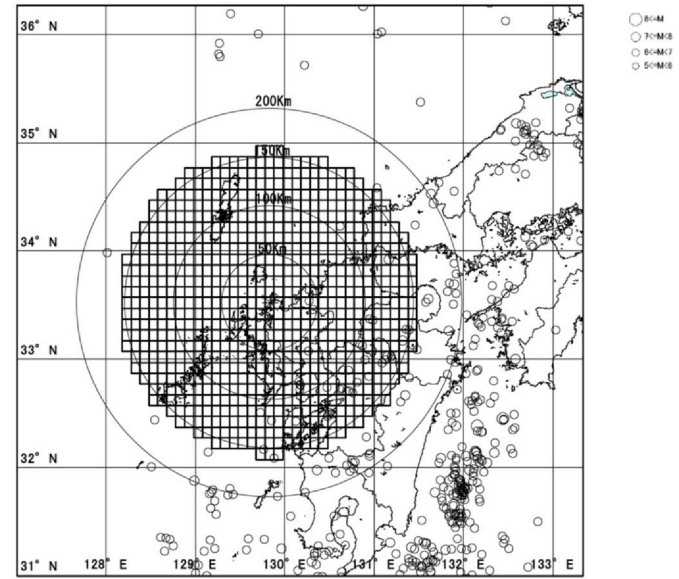 8<=M
7<=M<8
6<=M<7
5<=M<6
36° N
35° N
34° N
33° N
32° N
31° N
200Km
150Km
100Km
50Km
128° E
129° E
130° E
131° E
132° E
133° E